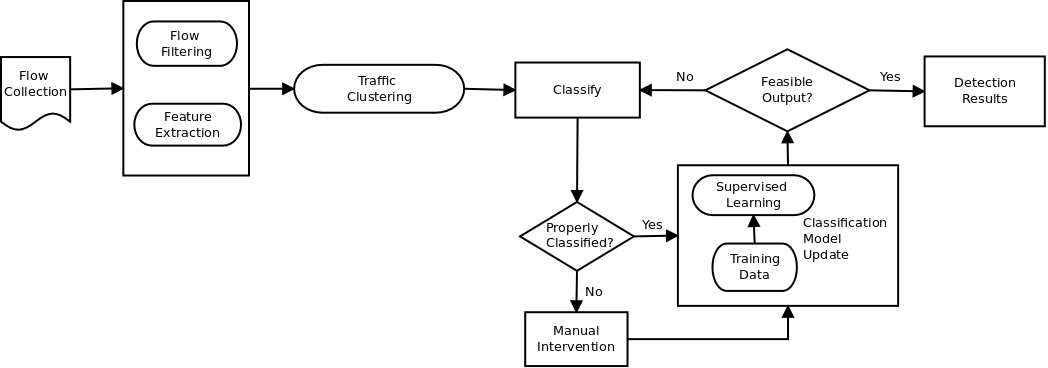 Flow
Collection
Flow
Filtering
Feature
Extraction
Traffic
Clustering
Classify
No
Feasible
Output?
Yes
Detection
Results
Properly
Classified?
Yes
No
Manual
Intervention
Supervised
Learning
Classification
Model
Update
Training
Data